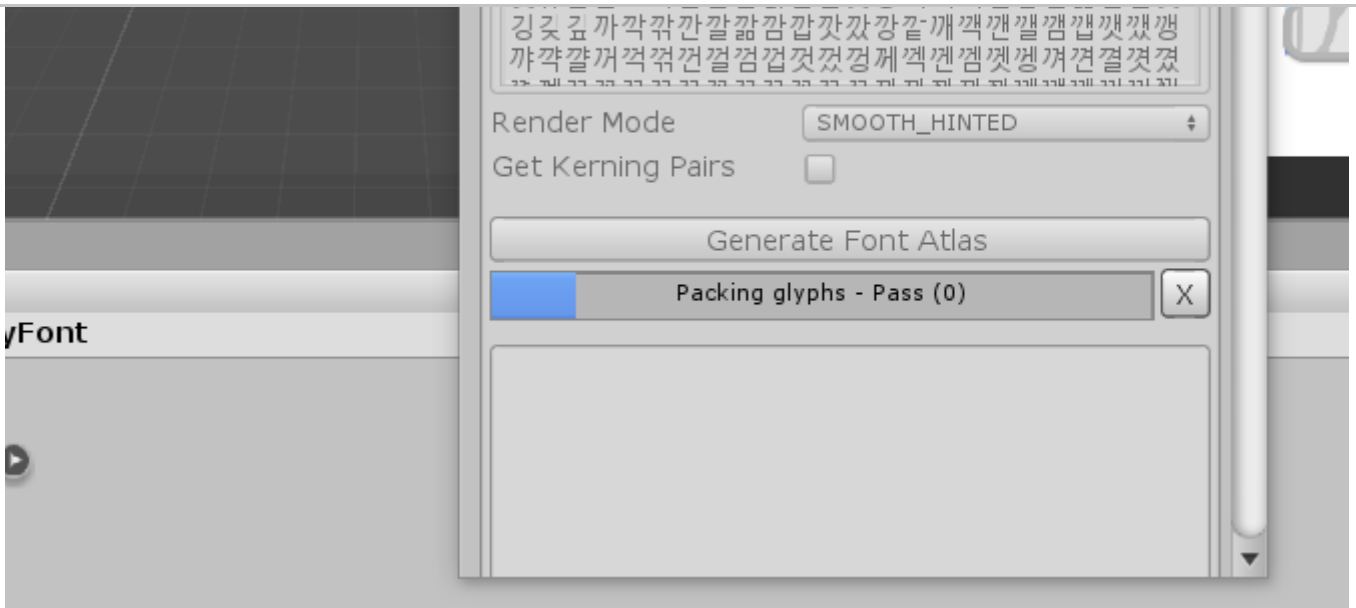 깅깆깊까깍깎깐깔깖깜깝깟깠깡깥깨깩깬깰깸깹깻깼깽
꺄꺅꺌꺼꺽꺾껀껄껌껍껏껐껑께껙껜껨껫껭껴껸껼꼇꼈
Render Mode
SMOOTH_HINTED
Get Kerning Pairs
Generate Font Atlas
Packing glyphs - Pass (0)
X
yFont